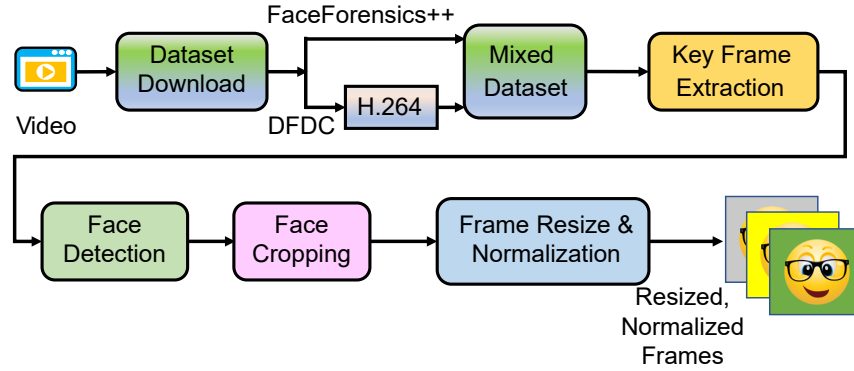 FaceForensics++
Video
Dataset
Download
DFDC
H.264
Mixed
Dataset
Key Frame
Extraction
Face
Detection
Face
Cropping
Frame Resize &
Normalization
Resized,
Normalized
Frames